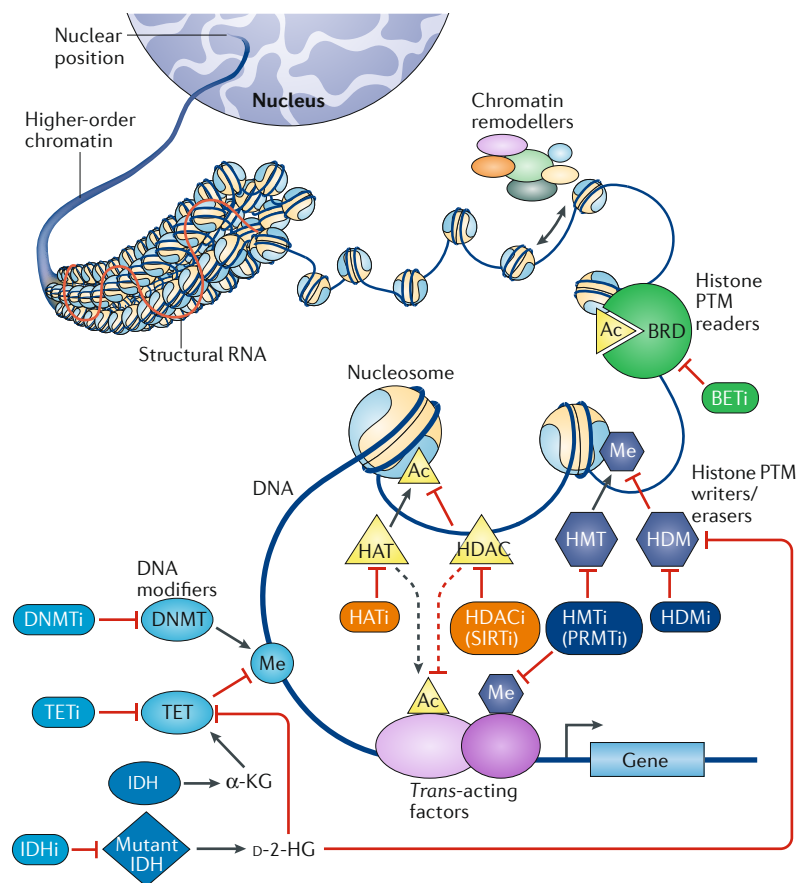 Nuclear
position
Nucleus
Higher-order
chromatin
Chromatin
remodellers
Structural RNA
Histone
PTM
readers
Ac
BRD
BETi
Nucleosome
Ac
Me
DNA
Histone PTM
writers/
erasers
HAT
HDAC
HMT
HDM
DNA
modifiers
DNMTi
DNMT
HATi
HDACi
(SIRTi)
HMTi
(PRMTi)
HDMi
Me
TETi
TET
Ac
Me
IDH
α-KG
Gene
Trans-acting
factors
IDHi
Mutant
IDH
D-2-HG